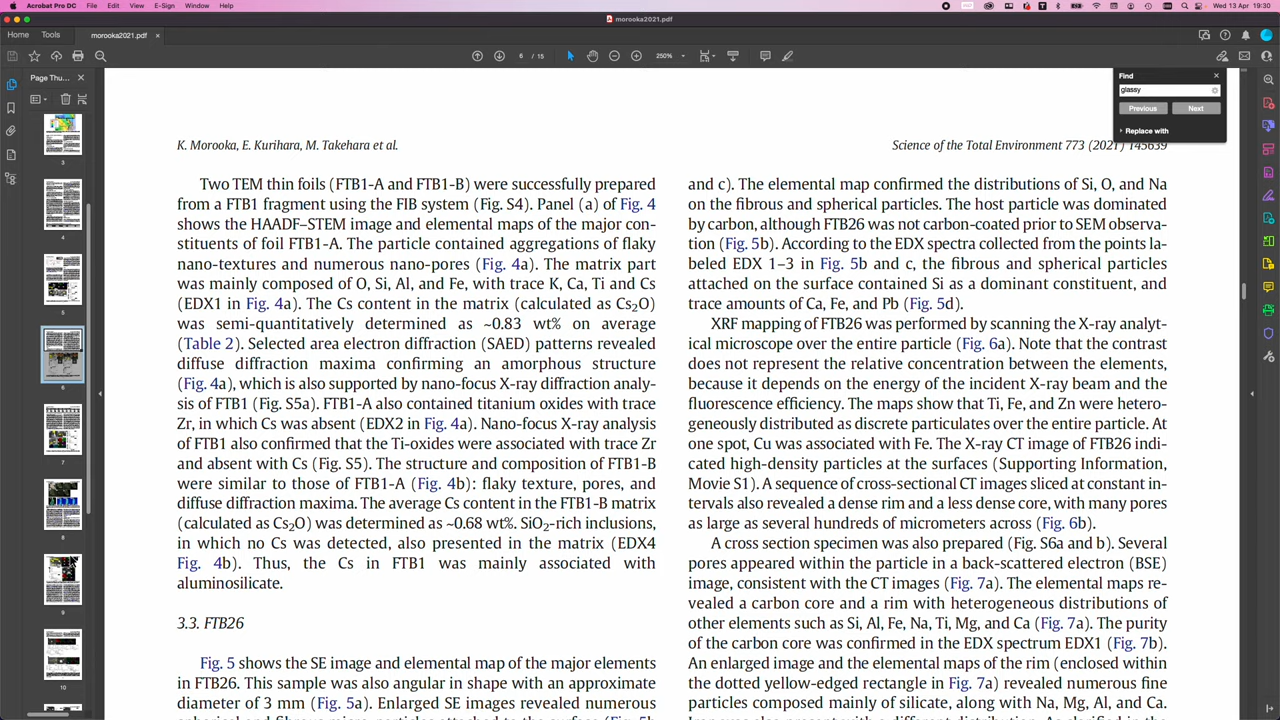 Acrobat Pro DC File Edit View E-Sign Window Help
Wed 13 Apr 19:30
morooka2021.pdf
Home Tools morooka2021.pdf ×
6 / 15 250%
Page Thu...
3
4
5
6
7
8
9
10
Find
glassy
Previous Next
Replace with
K. Morooka, E. Kurihara, M. Takehara et al.
Science of the Total Environment 773 (2021) 145639
Two TEM thin foils (FTB1-A and FTB1-B) were successfully prepared
from a FTB1 fragment using the FIB system (Fig. S4). Panel (a) of Fig. 4
shows the HAADF–STEM image and elemental maps of the major con-
stituents of foil FTB1-A. The particle contained aggregations of flaky
nano-textures and numerous nano-pores (Fig. 4a). The matrix part
was mainly composed of O, Si, Al, and Fe, with trace K, Ca, Ti and Cs
(EDX1 in Fig. 4a). The Cs content in the matrix (calculated as Cs2O)
was semi-quantitatively determined as ~0.83 wt% on average
(Table 2). Selected area electron diffraction (SAED) patterns revealed
diffuse diffraction maxima confirming an amorphous structure
(Fig. 4a), which is also supported by nano-focus X-ray diffraction analy-
sis of FTB1 (Fig. S5a). FTB1-A also contained titanium oxides with trace
Zr, in which Cs was absent (EDX2 in Fig. 4a). Nano-focus X-ray analysis
of FTB1 also confirmed that the Ti-oxides were associated with trace Zr
and absent with Cs (Fig. S5). The structure and composition of FTB1-B
were similar to those of FTB1-A (Fig. 4b): flaky texture, pores, and
diffuse diffraction maxima. The average Cs content in the FTB1-B matrix
(calculated as Cs2O) was determined as ~0.60 wt%. SiO2-rich inclusions,
in which no Cs was detected, also presented in the matrix (EDX4
Fig. 4b). Thus, the Cs in FTB1 was mainly associated with
aluminosilicate.
3.3. FTB26
Fig. 5 shows the SE image and elemental maps of the major elements
in FTB26. This sample was also angular in shape with an approximate
diameter of 3 mm (Fig. 5a). Enlarged SE images revealed numerous
and c). The elemental map confirmed the distributions of Si, O, and Na
on the fibrous and spherical particles. The host particle was dominated
by carbon, although FTB26 was not carbon-coated prior to SEM observa-
tion (Fig. 5b). According to the EDX spectra collected from the points la-
beled EDX1–3 in Fig. 5b and c, the fibrous and spherical particles
attached to the surface contained Si as a dominant constituent, and
trace amounts of Ca, Fe, and Pb (Fig. 5d).
XRF mapping of FTB26 was performed by scanning the X-ray analyt-
ical microscope over the entire particle (Fig. 6a). Note that the contrast
does not represent the relative concentration between the elements,
because it depends on the energy of the incident X-ray beam and the
fluorescence efficiency. The maps show that Ti, Fe, and Zn were hetero-
geneously distributed as discrete particulates over the entire particle. At
one spot, Cr was associated with Fe. The X-ray CT image of FTB26 indi-
cated high-density particles at the surfaces (Supporting Information,
Movie S1). A sequence of cross-sectional CT images sliced at constant in-
tervals also revealed a dense rim and less dense core, with many pores
as large as several hundreds of micrometers across (Fig. 6b).
A cross section specimen was also prepared (Fig. S6a and b). Several
pores appeared within the particle in back-scattered electron (BSE)
image as observed in the CT images (Fig. 7a). The elemental maps re-
vealed a carbon core and a rim with heterogeneous distributions of
other elements such as Si, Al, Fe, Na, Ti, Mg, and Ca (Fig. 7a). The purity
of the carbon core was confirmed in the EDX spectrum EDX1 (Fig. 7b).
An enlarged image and the elemental maps of the rim (enclosed within
the dotted yellow-edged rectangle in Fig. 7a) revealed numerous fine
particles composed mainly of silicate, along with Na, Mg, Al, and Ca.